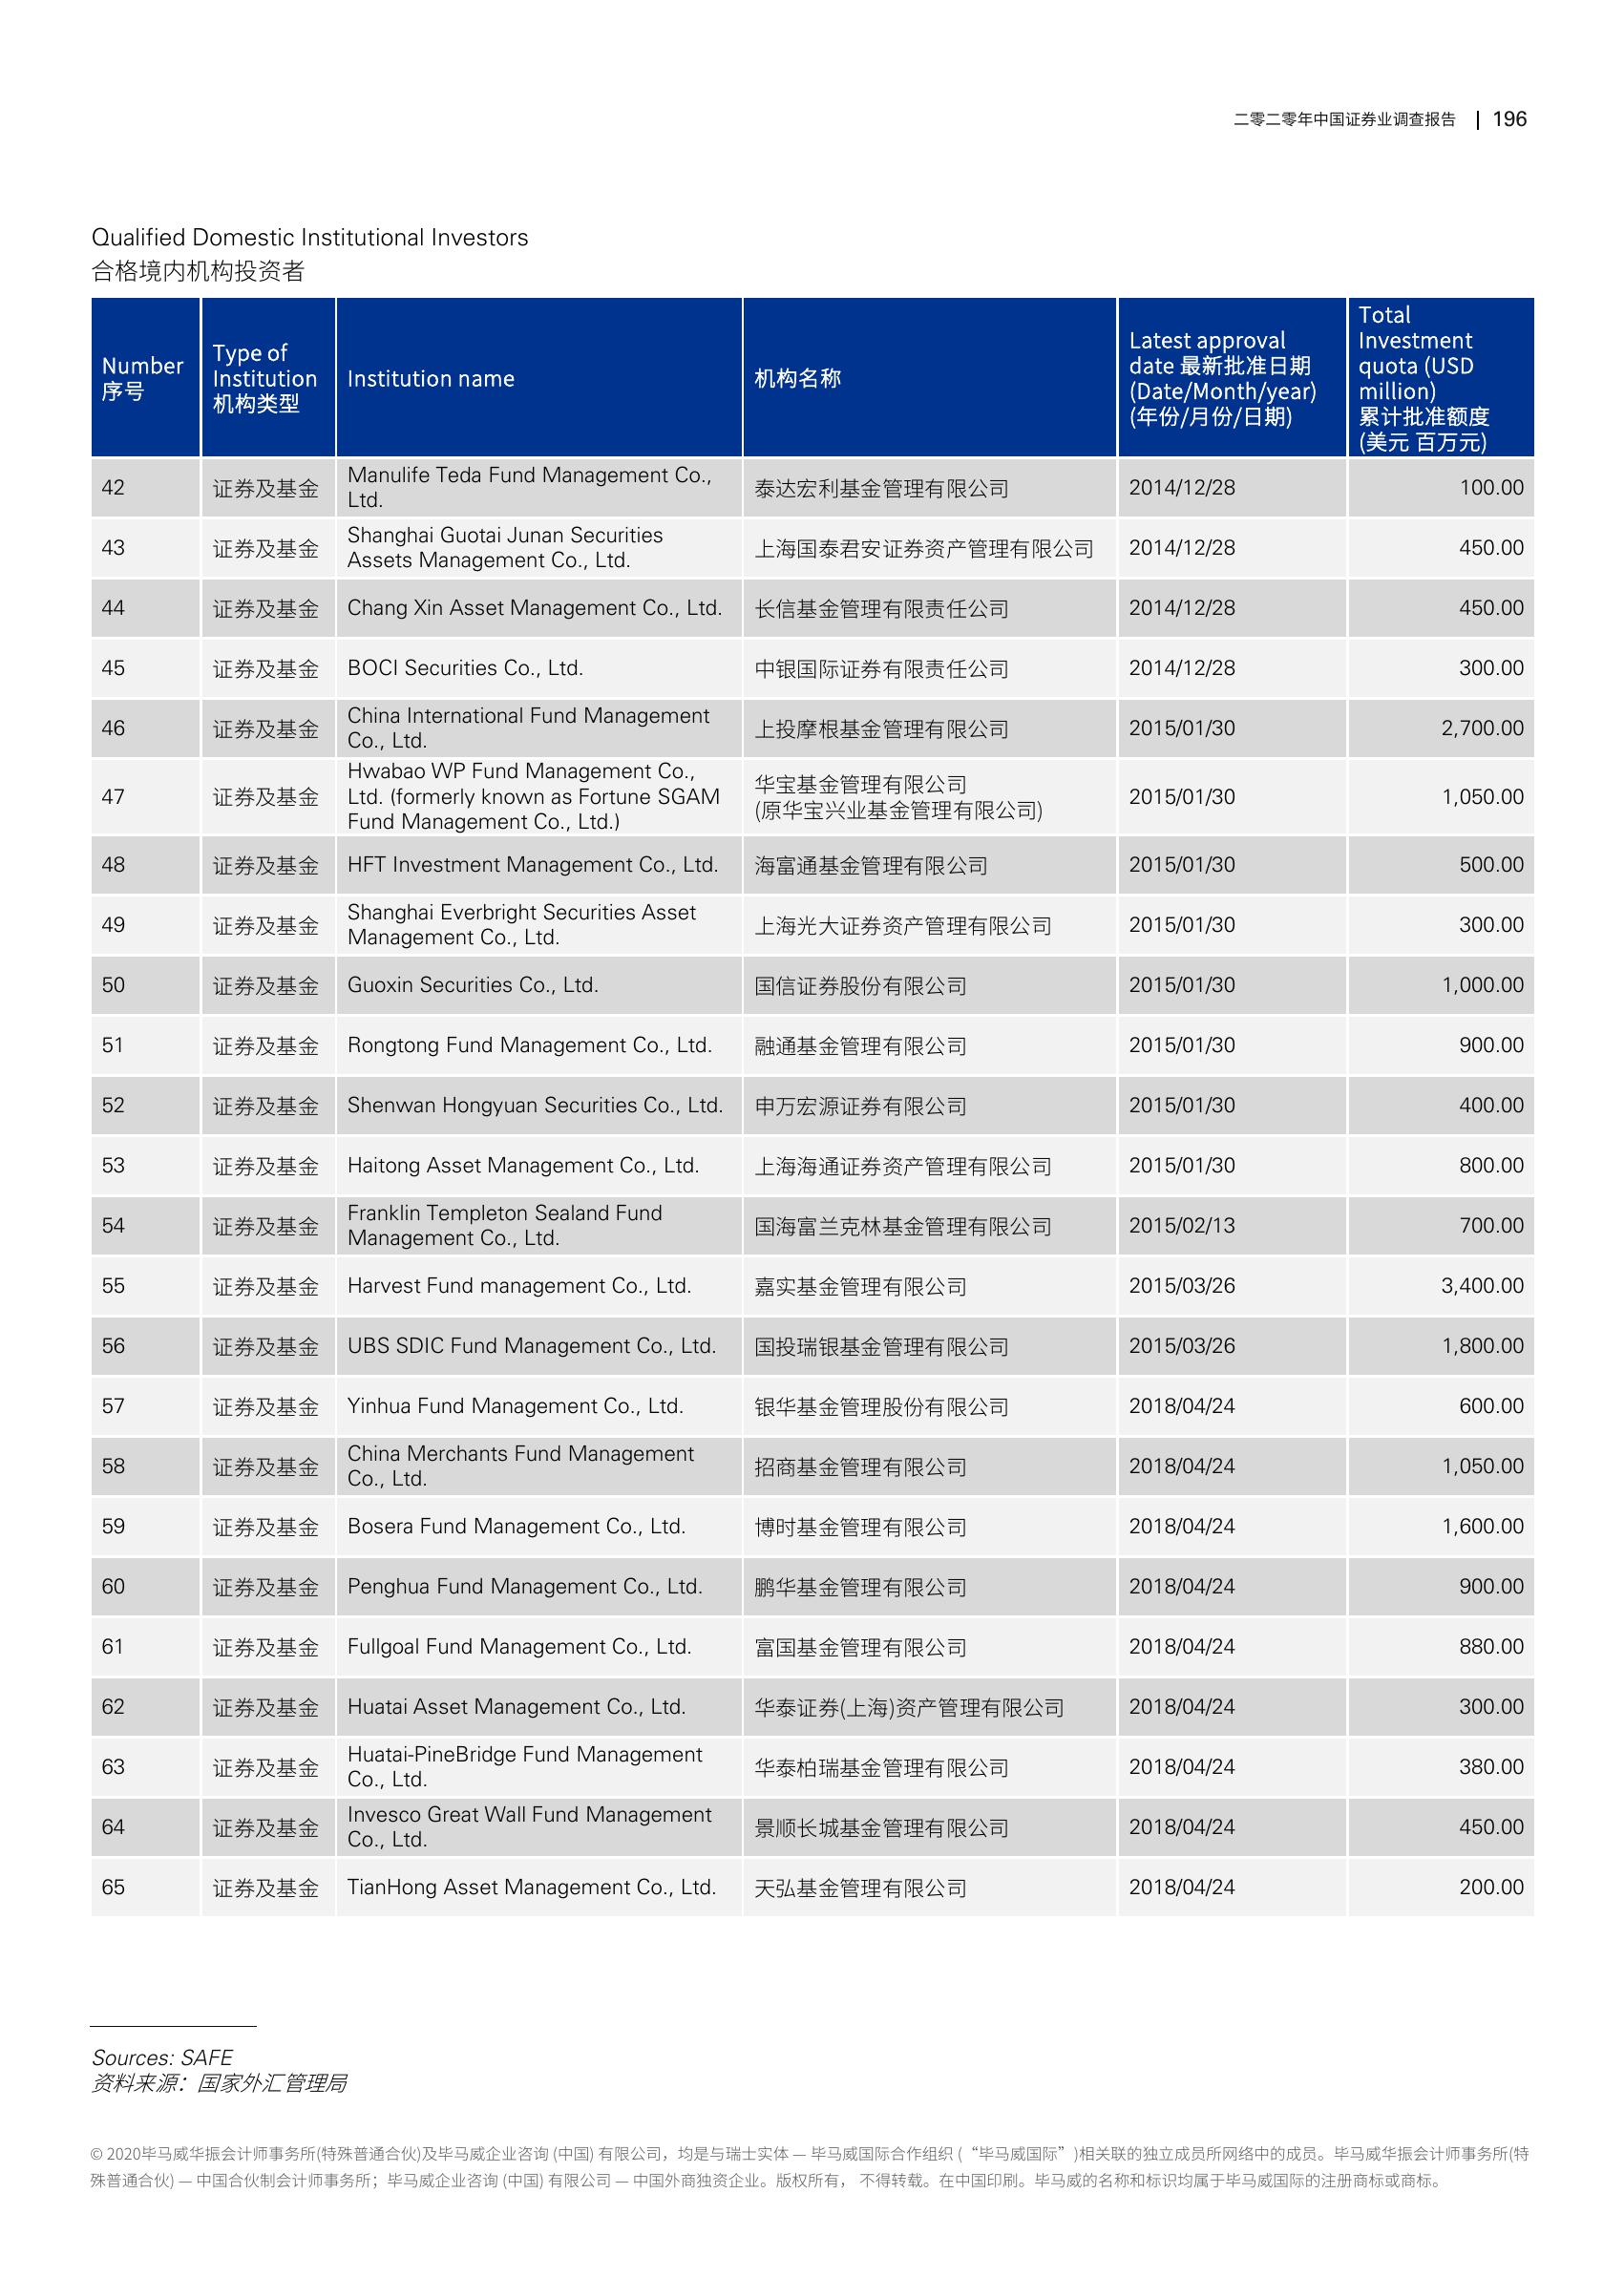 二零二零年中国证券业调查报告 | 196
Qualified Domestic Institutional Investors
合格境内机构投资者
Number
序号
Type of
Institution
机构类型
Institution name
机构名称
Latest approval
date 最新批准日期
(Date/Month/year)
(年份/月份/日期)
Total
Investment
quota (USD
million)
累计批准额度
(美元 百万元)
42 证券及基金 Manulife Teda Fund Management Co.,
Ltd. 泰达宏利基金管理有限公司 2014/12/28 100.00
43 证券及基金 Shanghai Guotai Junan Securities
Assets Management Co., Ltd. 上海国泰君安证券资产管理有限公司 2014/12/28 450.00
44 证券及基金 Chang Xin Asset Management Co., Ltd. 长信基金管理有限责任公司 2014/12/28 450.00
45 证券及基金 BOCI Securities Co., Ltd. 中银国际证券有限责任公司 2014/12/28 300.00
46 证券及基金 China International Fund Management
Co., Ltd. 上投摩根基金管理有限公司 2015/01/30 2,700.00
47 证券及基金 Hwabao WP Fund Management Co.,
Ltd. (formerly known as Fortune SGAM
Fund Management Co., Ltd.) 华宝基金管理有限公司
(原华宝兴业基金管理有限公司) 2015/01/30 1,050.00
48 证券及基金 HFT Investment Management Co., Ltd. 海富通基金管理有限公司 2015/01/30 500.00
49 证券及基金 Shanghai Everbright Securities Asset
Management Co., Ltd. 上海光大证券资产管理有限公司 2015/01/30 300.00
50 证券及基金 Guoxin Securities Co., Ltd. 国信证券股份有限公司 2015/01/30 1,000.00
51 证券及基金 Rongtong Fund Management Co., Ltd. 融通基金管理有限公司 2015/01/30 900.00
52 证券及基金 Shenwan Hongyuan Securities Co., Ltd. 申万宏源证券有限公司 2015/01/30 400.00
53 证券及基金 Haitong Asset Management Co., Ltd. 上海海通证券资产管理有限公司 2015/01/30 800.00
54 证券及基金 Franklin Templeton Sealand Fund
Management Co., Ltd. 国海富兰克林基金管理有限公司 2015/02/13 700.00
55 证券及基金 Harvest Fund management Co., Ltd. 嘉实基金管理有限公司 2015/03/26 3,400.00
56 证券及基金 UBS SDIC Fund Management Co., Ltd. 国投瑞银基金管理有限公司 2015/03/26 1,800.00
57 证券及基金 Yinhua Fund Management Co., Ltd. 银华基金管理股份有限公司 2018/04/24 600.00
58 证券及基金 China Merchants Fund Management
Co., Ltd. 招商基金管理有限公司 2018/04/24 1,050.00
59 证券及基金 Bosera Fund Management Co., Ltd. 博时基金管理有限公司 2018/04/24 1,600.00
60 证券及基金 Penghua Fund Management Co., Ltd. 鹏华基金管理有限公司 2018/04/24 900.00
61 证券及基金 Fullgoal Fund Management Co., Ltd. 富国基金管理有限公司 2018/04/24 880.00
62 证券及基金 Huatai Asset Management Co., Ltd. 华泰证券(上海)资产管理有限公司 2018/04/24 300.00
63 证券及基金 Huatai-PineBridge Fund Management
Co., Ltd. 华泰柏瑞基金管理有限公司 2018/04/24 380.00
64 证券及基金 Invesco Great Wall Fund Management
Co., Ltd. 景顺长城基金管理有限公司 2018/04/24 450.00
65 证券及基金 TianHong Asset Management Co., Ltd. 天弘基金管理有限公司 2018/04/24 200.00
Sources: SAFE
资料来源：国家外汇管理局
© 2020毕马威华振会计师事务所(特殊普通合伙)及毕马威企业咨询 (中国) 有限公司，均是与瑞士实体 — 毕马威国际合作组织 (“毕马威国际”)相关联的独立成员所网络中的成员。毕马威华振会计师事务所(特
殊普通合伙) — 中国合伙制会计师事务所；毕马威企业咨询 (中国) 有限公司 — 中国外商独资企业。版权所有， 不得转载。在中国印刷。毕马威的名称和标识均属于毕马威国际的注册商标或商标。